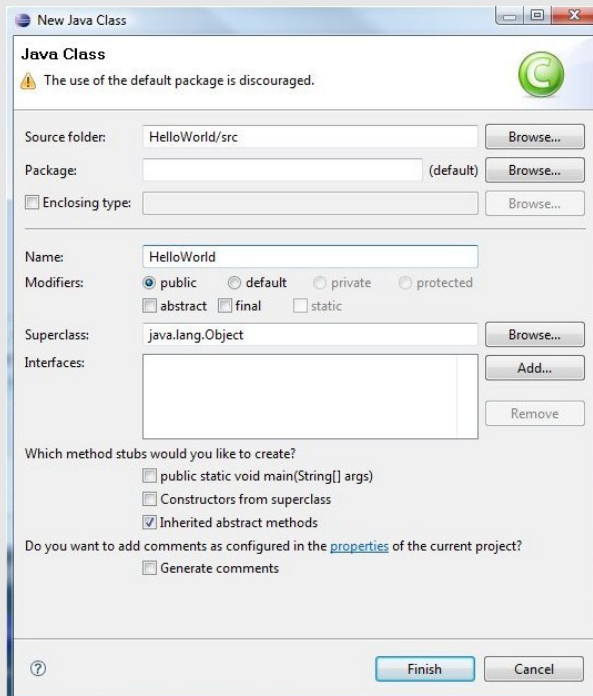 New Java Class
Java Class
The use of the default package is discouraged.
Source folder: HelloWorld/src Browse...
Package: (default) Browse...
Enclosing type: Browse...
Name: HelloWorld
Modifiers: public default private protected
abstract final static
Superclass: java.lang.Object Browse...
Interfaces: Add...
Remove
Which method stubs would you like to create?
public static void main(String[] args)
Constructors from superclass
Inherited abstract methods
Do you want to add comments as configured in the properties of the current project?
Generate comments
Finish Cancel